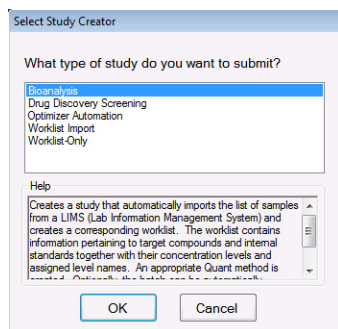 Select Study Creator
What type of study do you want to submit?
Bioanalysis
Drug Discovery Screening
Optimizer Automation
Worklist Import
Worklist-Only
Help
Creates a study that automatically imports the list of samples
from a LIMS (Lab Information Management System) and
creates a corresponding worklist. The worklist contains
information pertaining to target compounds and internal
standards together with their concentration levels and
assigned level names. An appropriate Quant method is
created. Optionally, the batch can be automatically
OK
Cancel